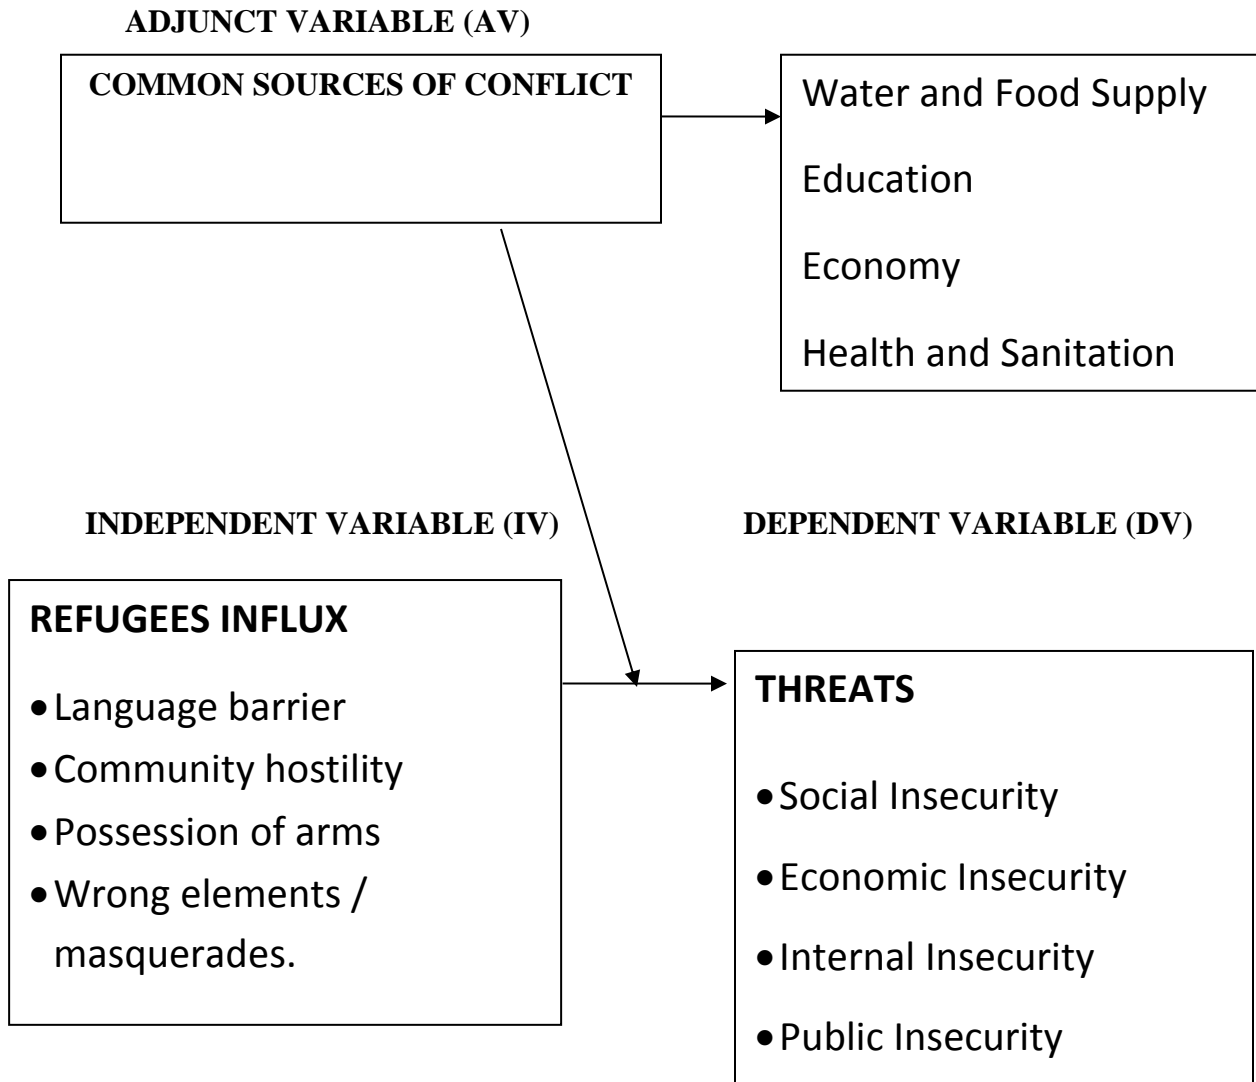 ADJUNCT VARIABLE (AV)
COMMON SOURCES OF CONFLICT
Water and Food Supply
Education
Economy
Health and Sanitation
INDEPENDENT VARIABLE (IV)
DEPENDENT VARIABLE (DV)
REFUGEES INFLUX
• Language barrier
• Community hostility
• Possession of arms
• Wrong elements /
masquerades.
THREATS
• Social Insecurity
• Economic Insecurity
• Internal Insecurity
• Public Insecurity